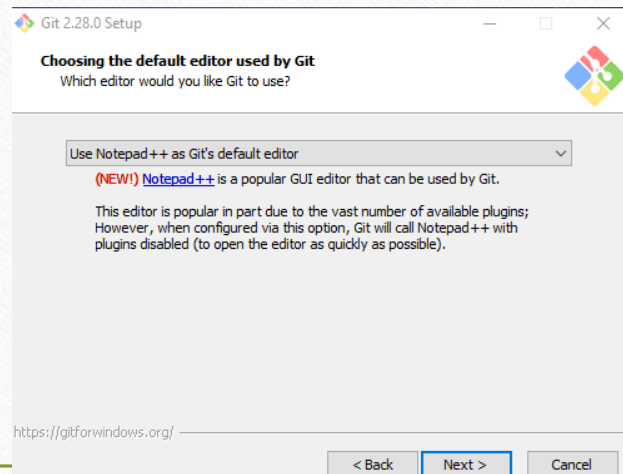 Git 2.28.0 Setup
Choosing the default editor used by Git
Which editor would you like Git to use?
Use Notepad++ as Git's default editor
(NEW!) Notepad++ is a popular GUI editor that can be used by Git.
This editor is popular in part due to the vast number of available plugins;
However, when configured via this option, Git will call Notepad++ with
plugins disabled (to open the editor as quickly as possible).
https://gitforwindows.org/
< Back
Next >
Cancel